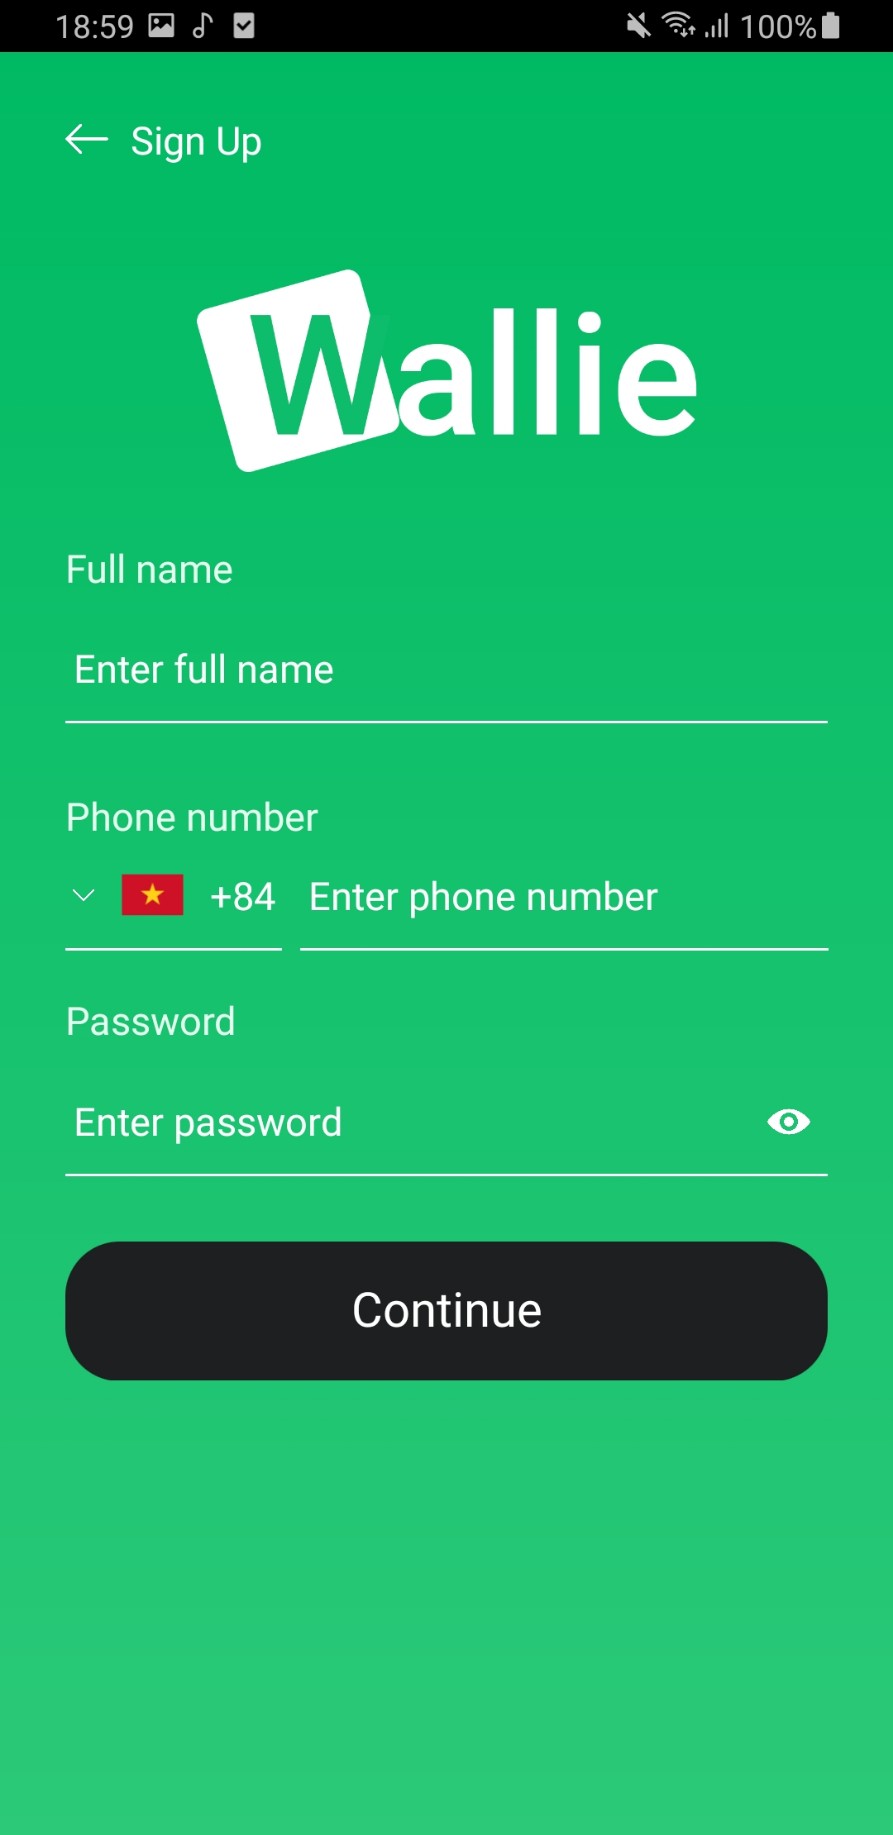 18:59 100%
Sign Up
Wallie
Full name
Enter full name
Phone number
+84 Enter phone number
Password
Enter password
Continue